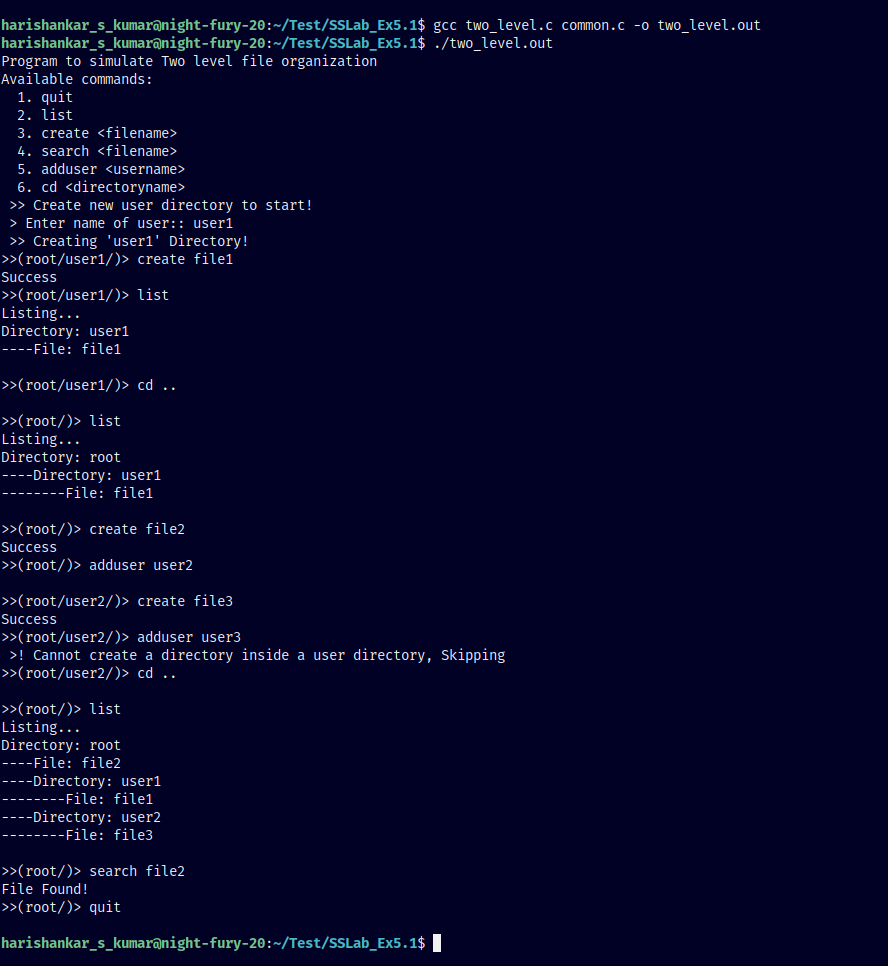 harishankar_s_kumar@night-fury-20:~/Test/SSLab_Ex5.1$ gcc two_level.c common.c -o two_level.out
harishankar_s_kumar@night-fury-20:~/Test/SSLab_Ex5.1$ ./two_level.out
Program to simulate Two level file organization
Available commands:
  1. quit
  2. list
  3. create <filename>
  4. search <filename>
  5. adduser <username>
  6. cd <directoryname>
 >> Create new user directory to start!
 > Enter name of user:: user1
 >> Creating 'user1' Directory!
>>(root/user1/)> create file1
Success
>>(root/user1/)> list
Listing...
Directory: user1
----File: file1

>>(root/user1/)> cd ..

>>(root/)> list
Listing...
Directory: root
----Directory: user1
--------File: file1

>>(root/)> create file2
Success
>>(root/)> adduser user2

>>(root/user2/)> create file3
Success
>>(root/user2/)> adduser user3
 >! Cannot create a directory inside a user directory, Skipping
>>(root/user2/)> cd ..

>>(root/)> list
Listing...
Directory: root
----File: file2
----Directory: user1
--------File: file1
----Directory: user2
--------File: file3

>>(root/)> search file2
File Found!
>>(root/)> quit

harishankar_s_kumar@night-fury-20:~/Test/SSLab_Ex5.1$